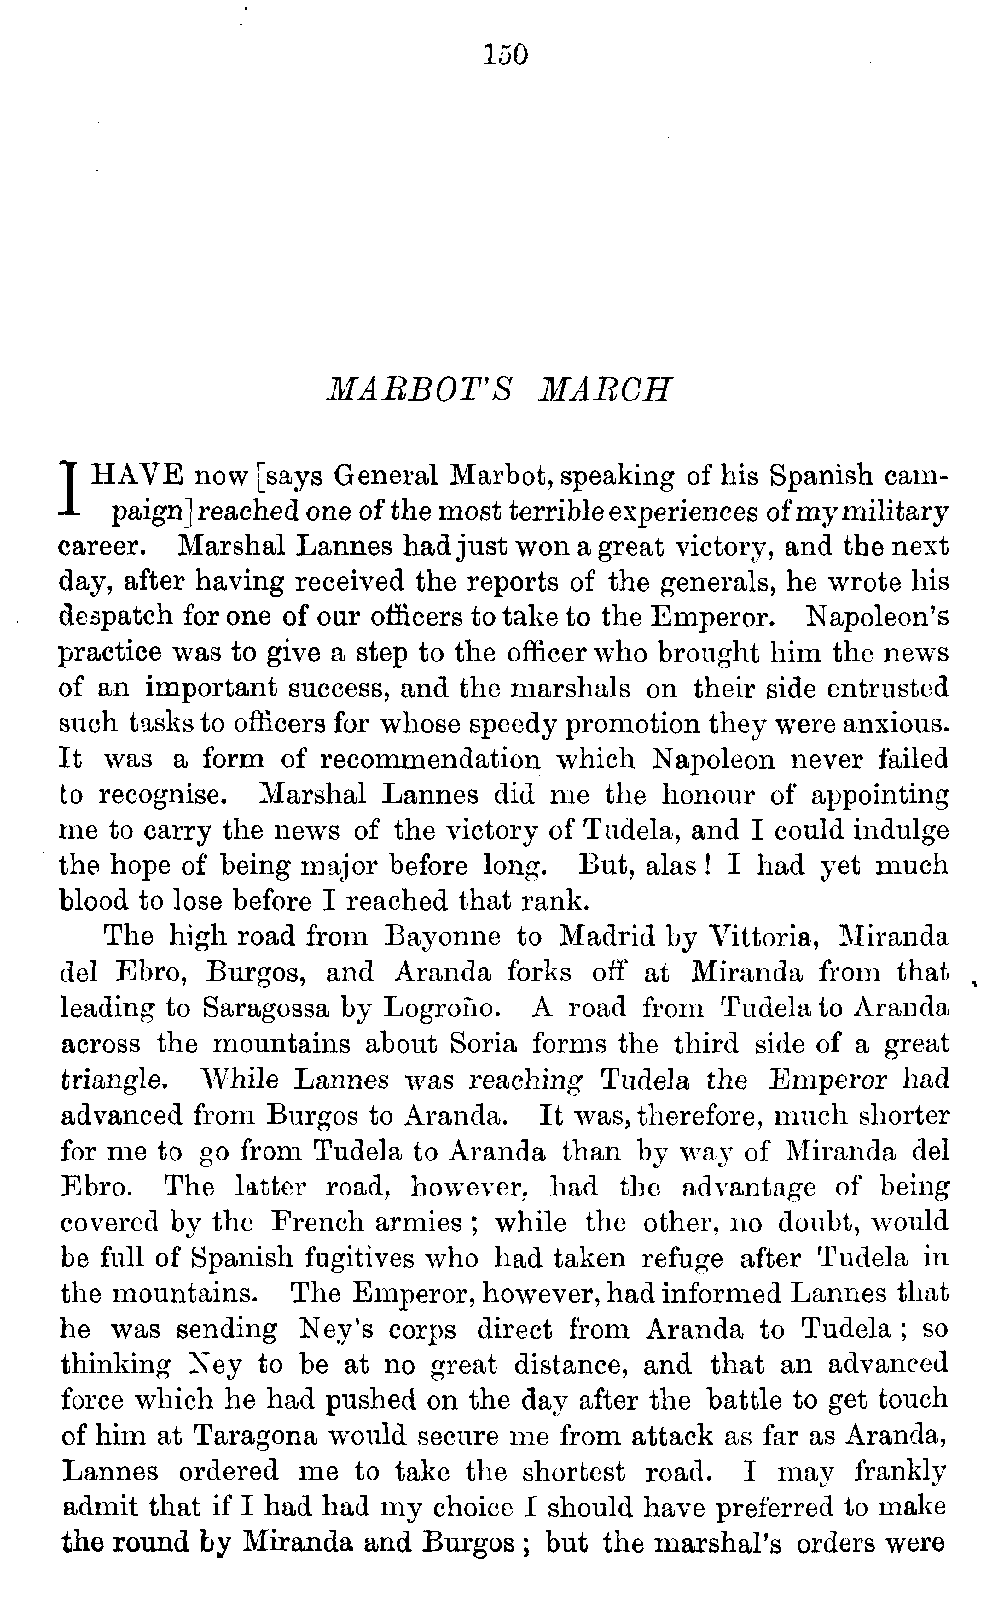 150
MARBOT'S MARCH
I HAVE now [says General Marbot, speaking of his Spanish cam-
paign] reached one of the most terrible experiences of my military
career. Marshal Lannes had just won a great victory, and the next
day, after having received the reports of the generals, he wrote his
despatch for one of our officers to take to the Emperor. Napoleon's
practice was to give a step to the officer who brought him the news
of an important success, and the marshals on their side entrusted
such tasks to officers for whose speedy promotion they were anxious.
It was a form of recommendation which Napoleon never failed
to recognise. Marshal Lannes did me the honour of appointing
me to carry the news of the victory of Tudela, and I could indulge
the hope of being major before long. But, alas! I had yet much
blood to lose before I reached that rank.
The high road from Bayonne to Madrid by Vittoria, Miranda
del Ebro, Burgos, and Aranda forks off at Miranda from that
leading to Saragossa by Logroño. A road from Tudela to Aranda
across the mountains about Soria forms the third side of a great
triangle. While Lannes was reaching Tudela the Emperor had
advanced from Burgos to Aranda. It was, therefore, much shorter
for me to go from Tudela to Aranda than by way of Miranda del
Ebro. The latter road, however, had the advantage of being
covered by the French armies; while the other, no doubt, would
be full of Spanish fugitives who had taken refuge after Tudela in
the mountains. The Emperor, however, had informed Lannes that
he was sending Ney's corps direct from Aranda to Tudela; so
thinking Ney to be at no great distance, and that an advanced
force which he had pushed on the day after the battle to get touch
of him at Taragona would secure me from attack as far as Aranda,
Lannes ordered me to take the shortest road. I may frankly
admit that if I had had my choice I should have preferred to make
the round by Miranda and Burgos; but the marshal's orders were